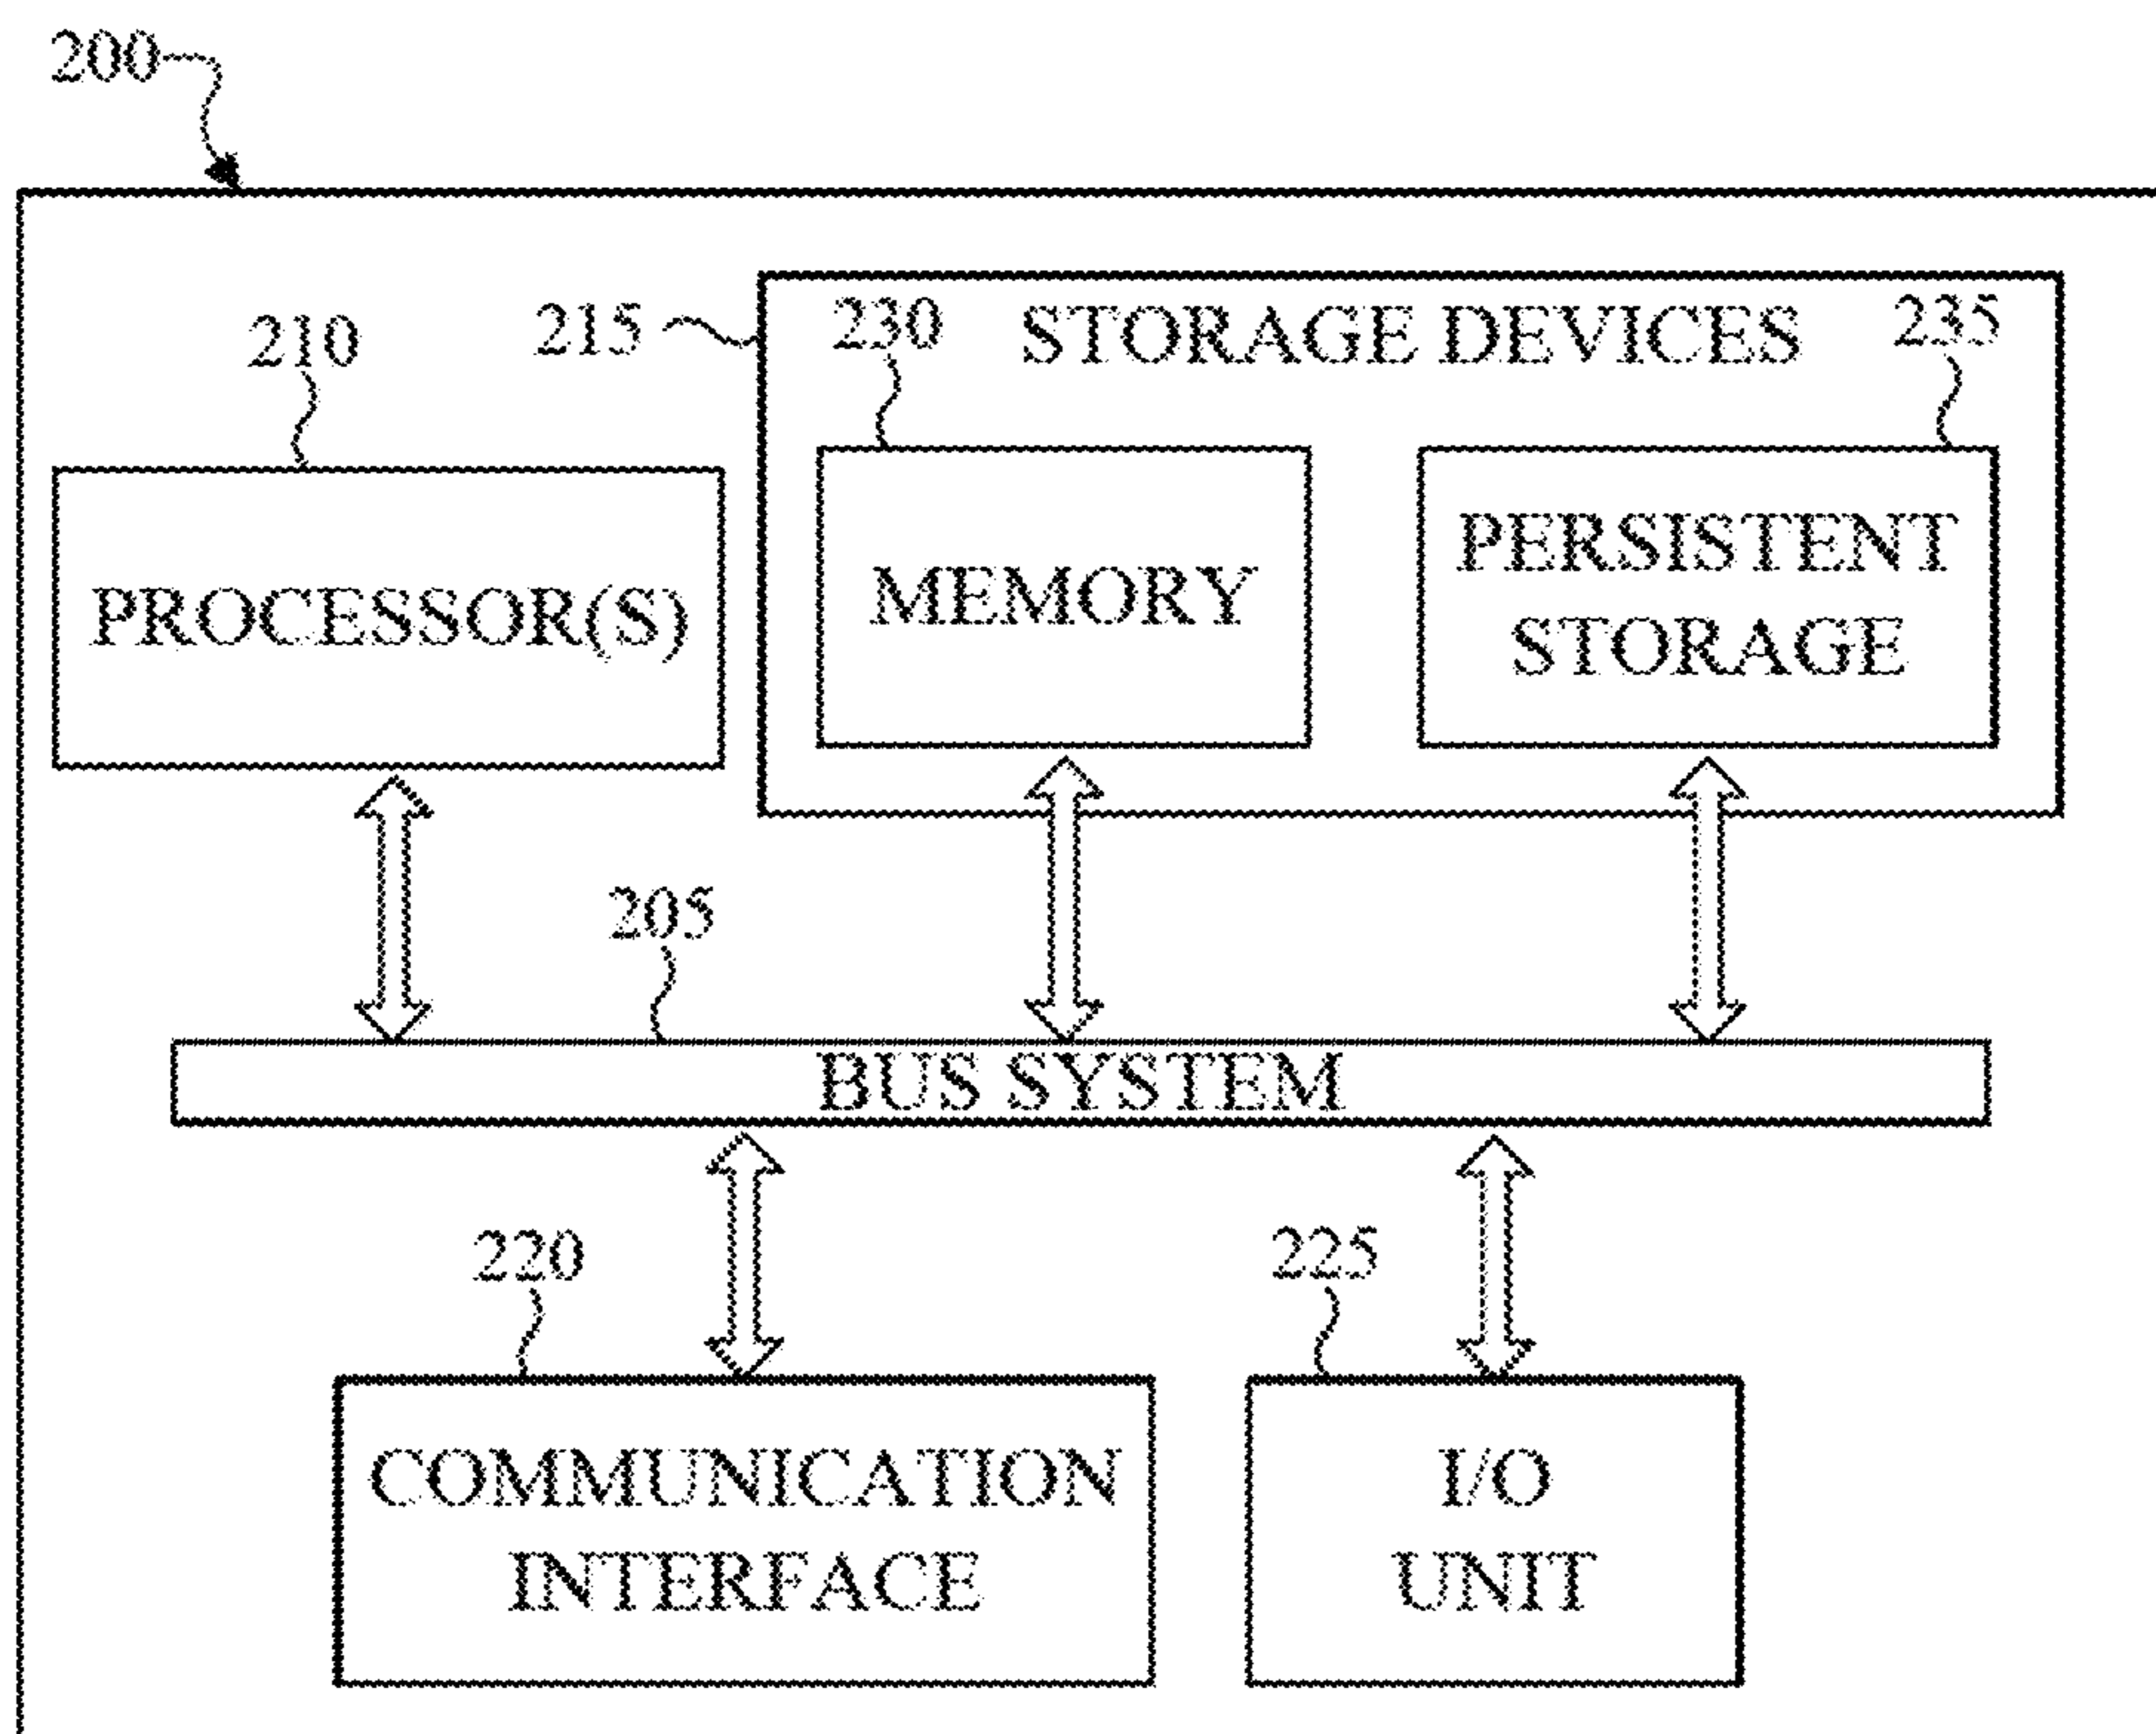 200
210
215
230
STORAGE DEVICES
235
PROCESSOR(S)
MEMORY
PERSISTENT
STORAGE
205
BUS SYSTEM
220
225
COMMUNICATION
INTERFACE
I/O
UNIT